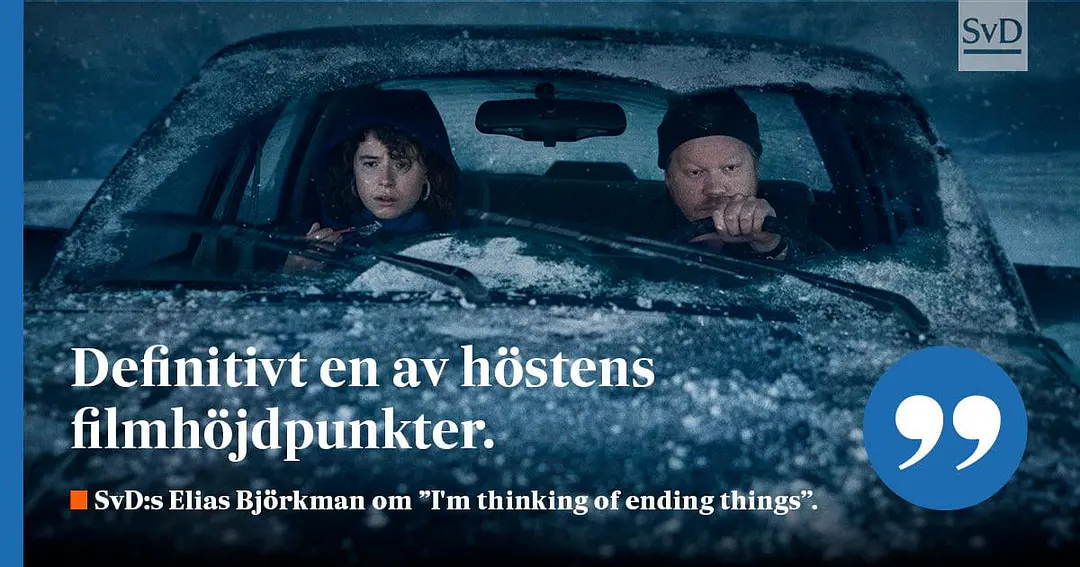 SvD
Definitivt en av höstens
filmhöjdpunkter.
SvD:s Elias Björkman om ”I'm thinking of ending things”.